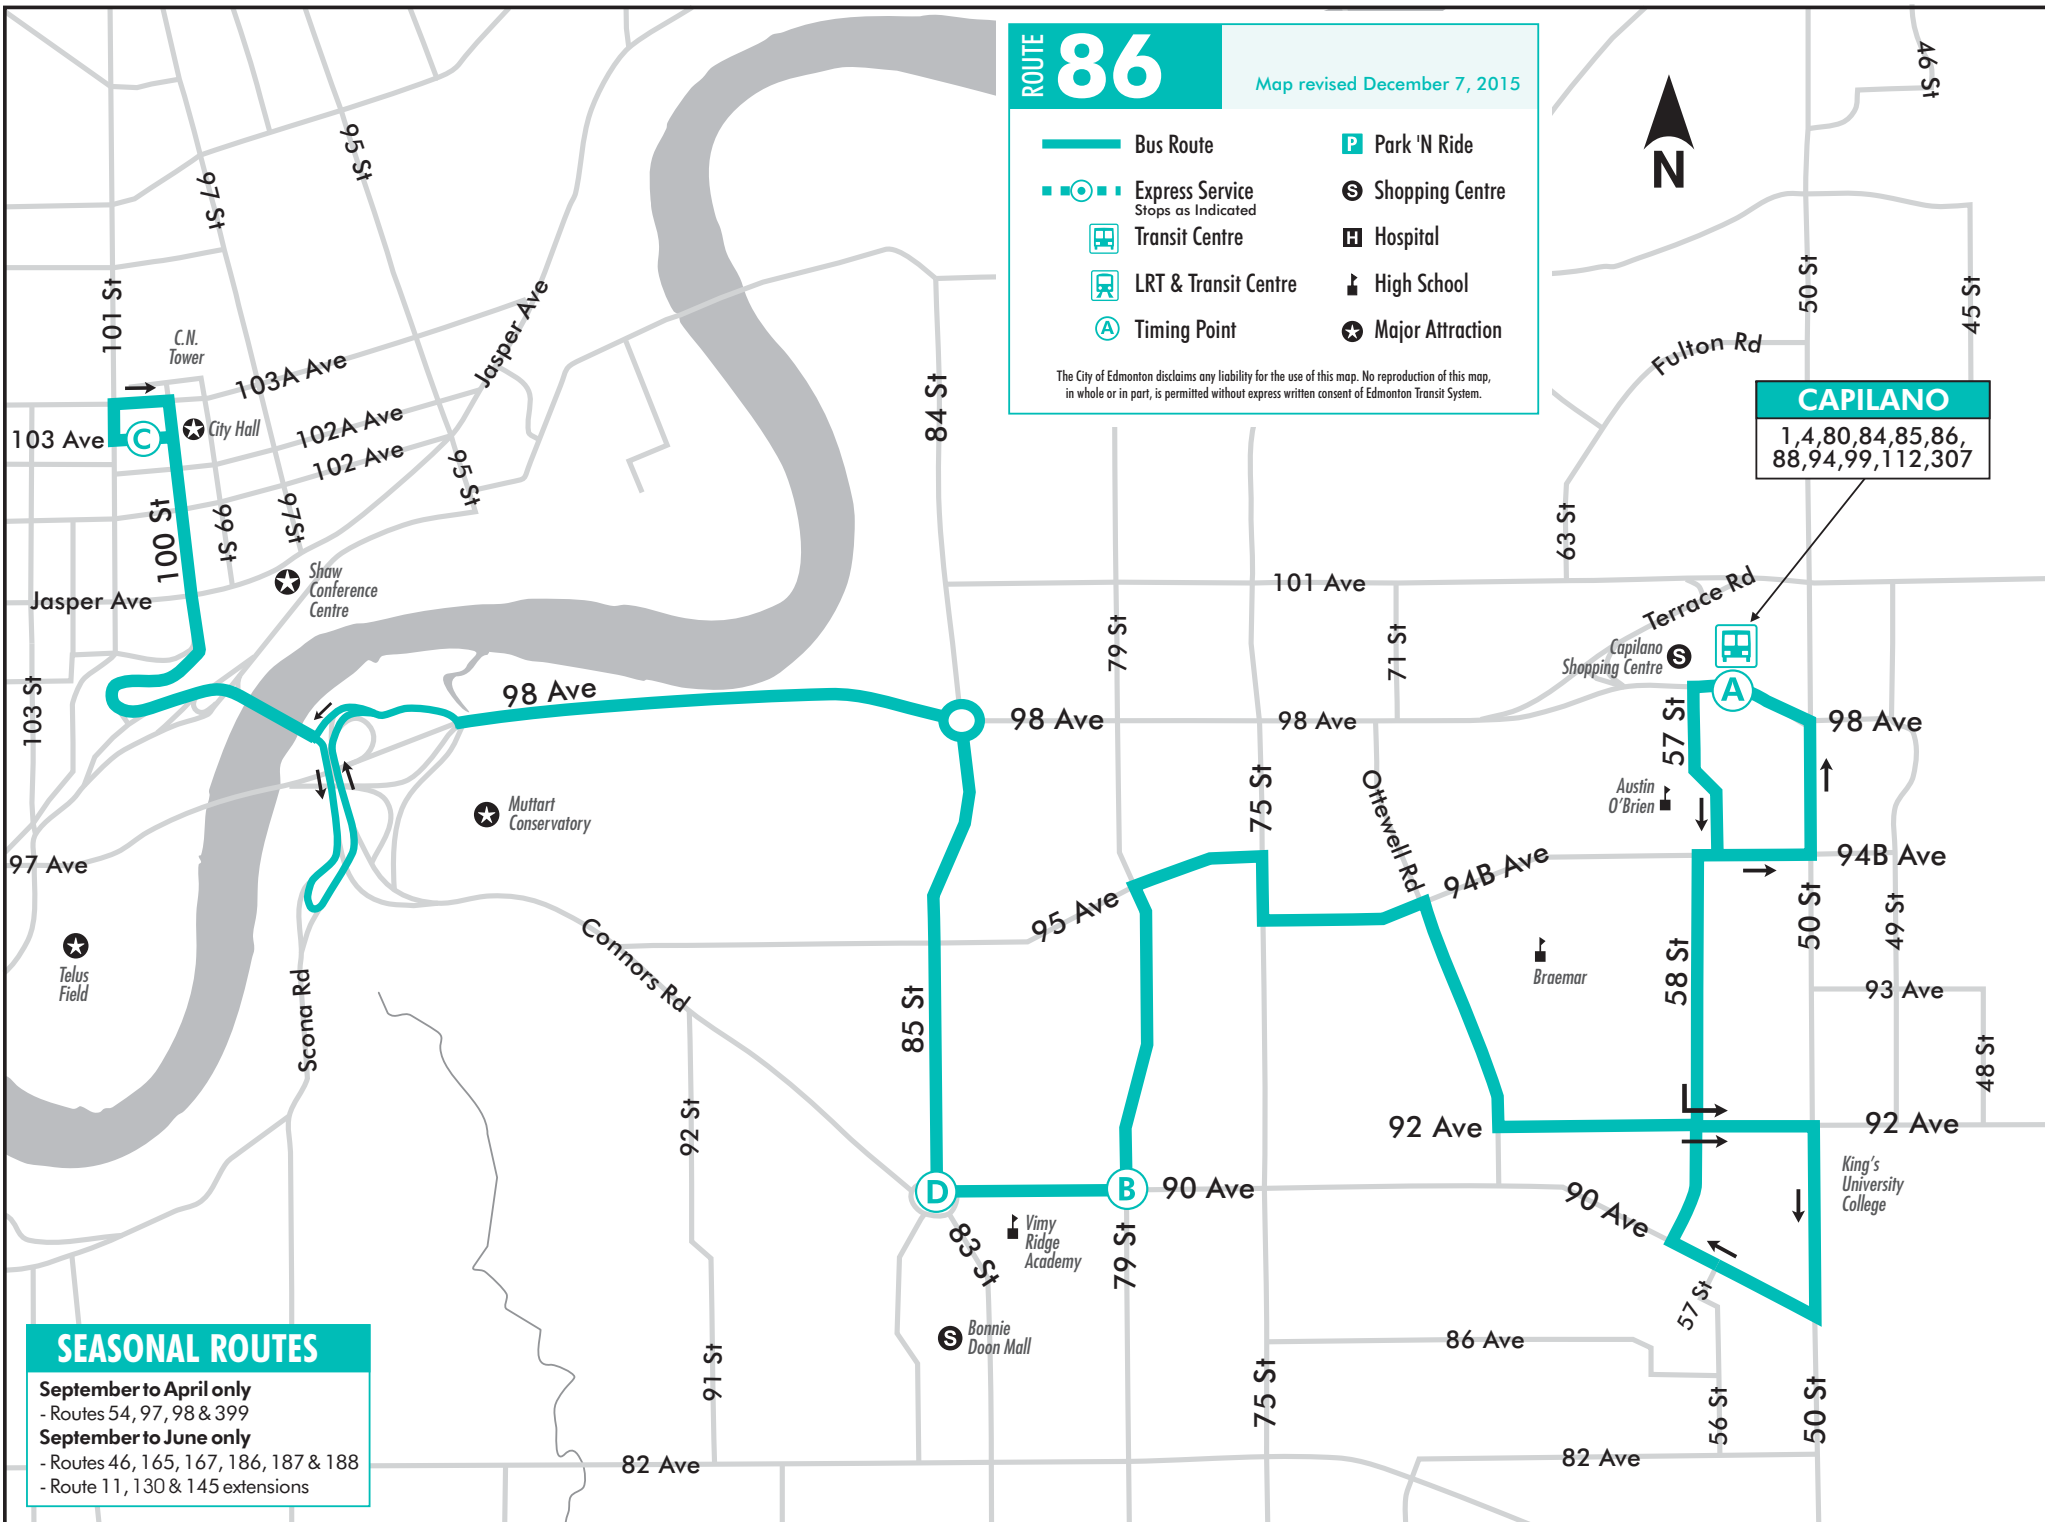 ROUTE
86
Map revised December 7, 2015
Bus Route
Express Service
Stops as Indicated
Transit Centre
LRT & Transit Centre
A
Timing Point
P
Park 'N Ride
S
Shopping Centre
H
Hospital
High School
Major Attraction
The City of Edmonton disclaims any liability for the use of this map. No reproduction of this map,
in whole or in part, is permitted without express written consent of Edmonton Transit System.
N
46 St
95 St
97 St
101 St
C.N.
Tower
103A Ave
Jasper Ave
103 Ave
C
City Hall
102A Ave
102 Ave
95 St
100 St
99 St
97St
Jasper Ave
Shaw
Conference
Centre
84 St
50 St
45 St
Fulton Rd
CAPILANO
1,4,80,84,85,86,
88,94,99,112,307
63 St
101 Ave
Terrace Rd
79 St
71 St
Capilano
Shopping Centre
S
A
103 St
98 Ave
98 Ave
98 Ave
57 St
98 Ave
Austin
O'Brien
75 St
Ottewell Rd
Muttart
Conservatory
97 Ave
94B Ave
94B Ave
95 Ave
50 St
49 St
Telus
Field
Scona Rd
Connors Rd
85 St
Braemar
58 St
93 Ave
48 St
92 St
92 Ave
92 Ave
D
B
90 Ave
90 Ave
King's
University
College
83 St
Vimy
Ridge
Academy
79 St
57 St
S
Bonnie
Doon Mall
86 Ave
91 St
75 St
56 St
50 St
82 Ave
82 Ave
SEASONAL ROUTES
September to April only
- Routes 54, 97, 98 & 399
September to June only
- Routes 46, 165, 167, 186, 187 & 188
- Route 11, 130 & 145 extensions